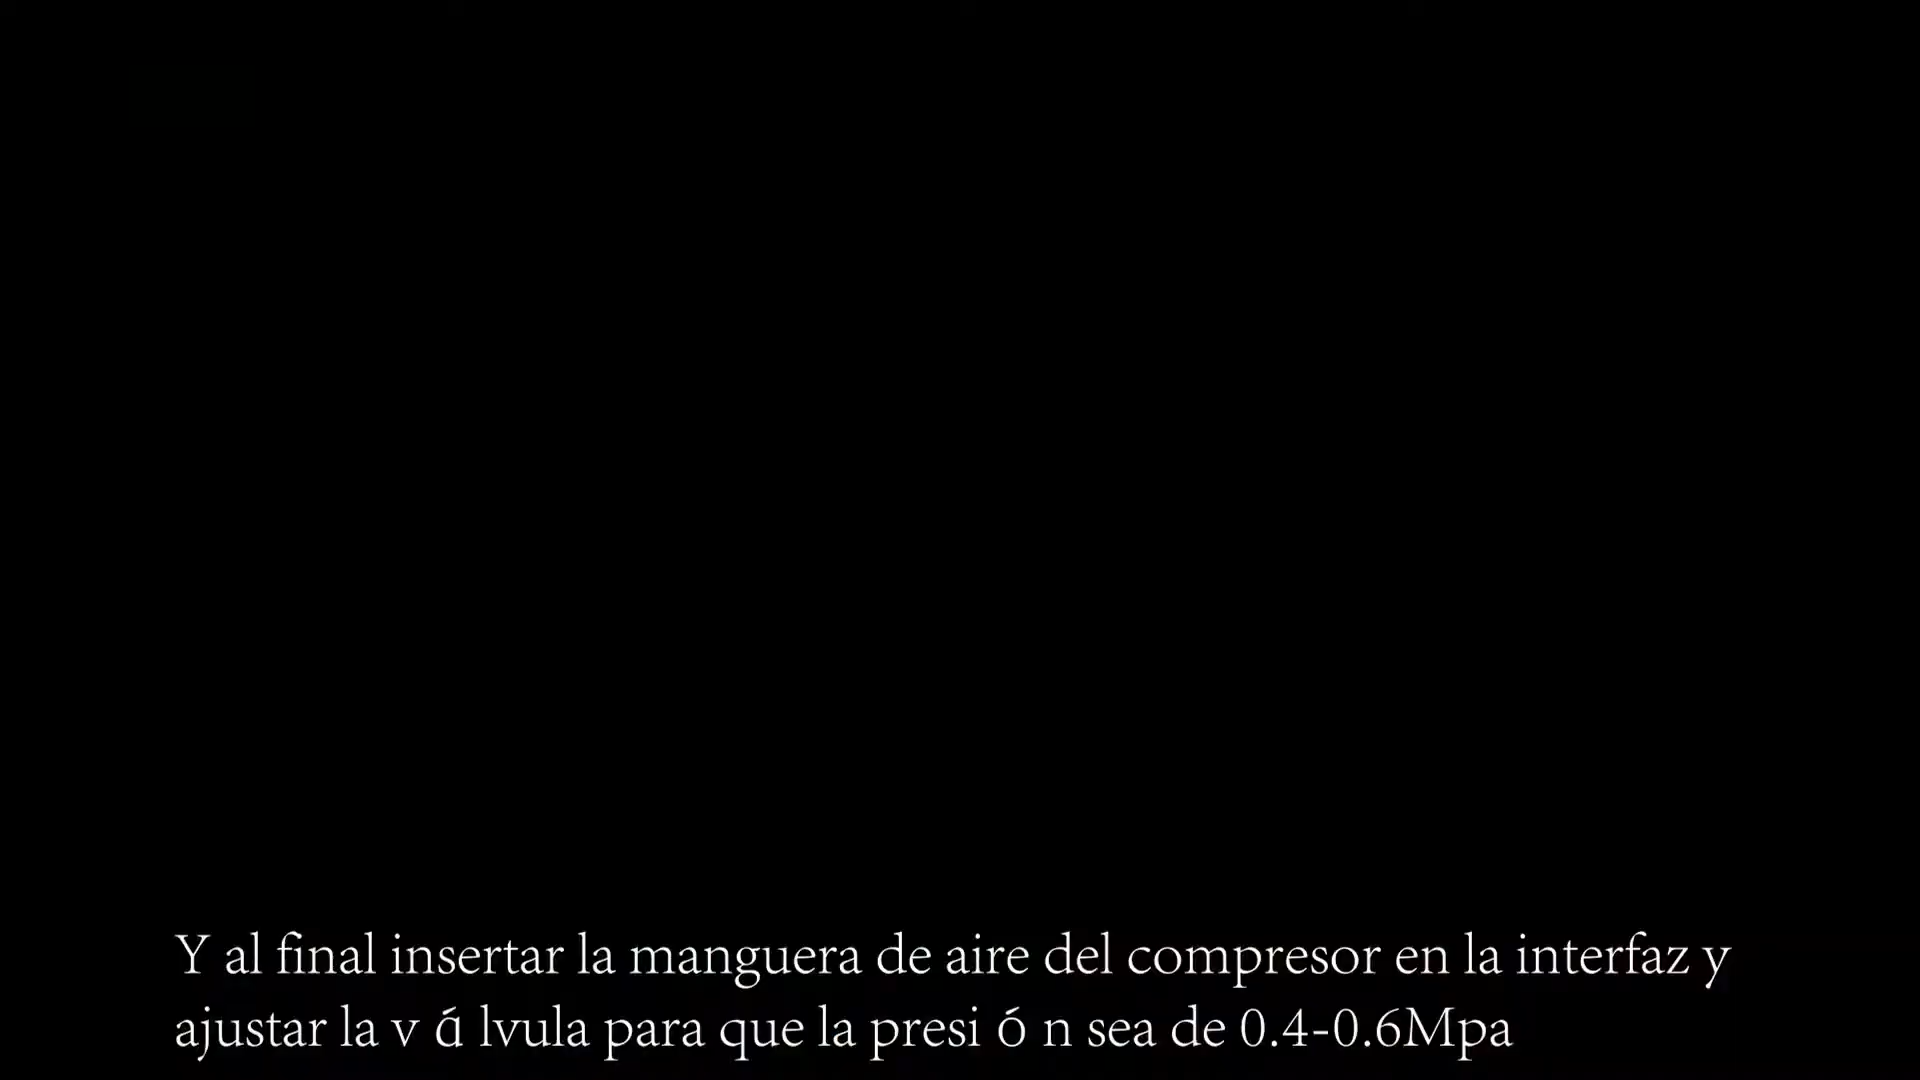 Y al final insertar la manguera de aire del compresor en la interfaz y
ajustar la v á lvula para que la presi ó n sea de 0.4-0.6Mpa